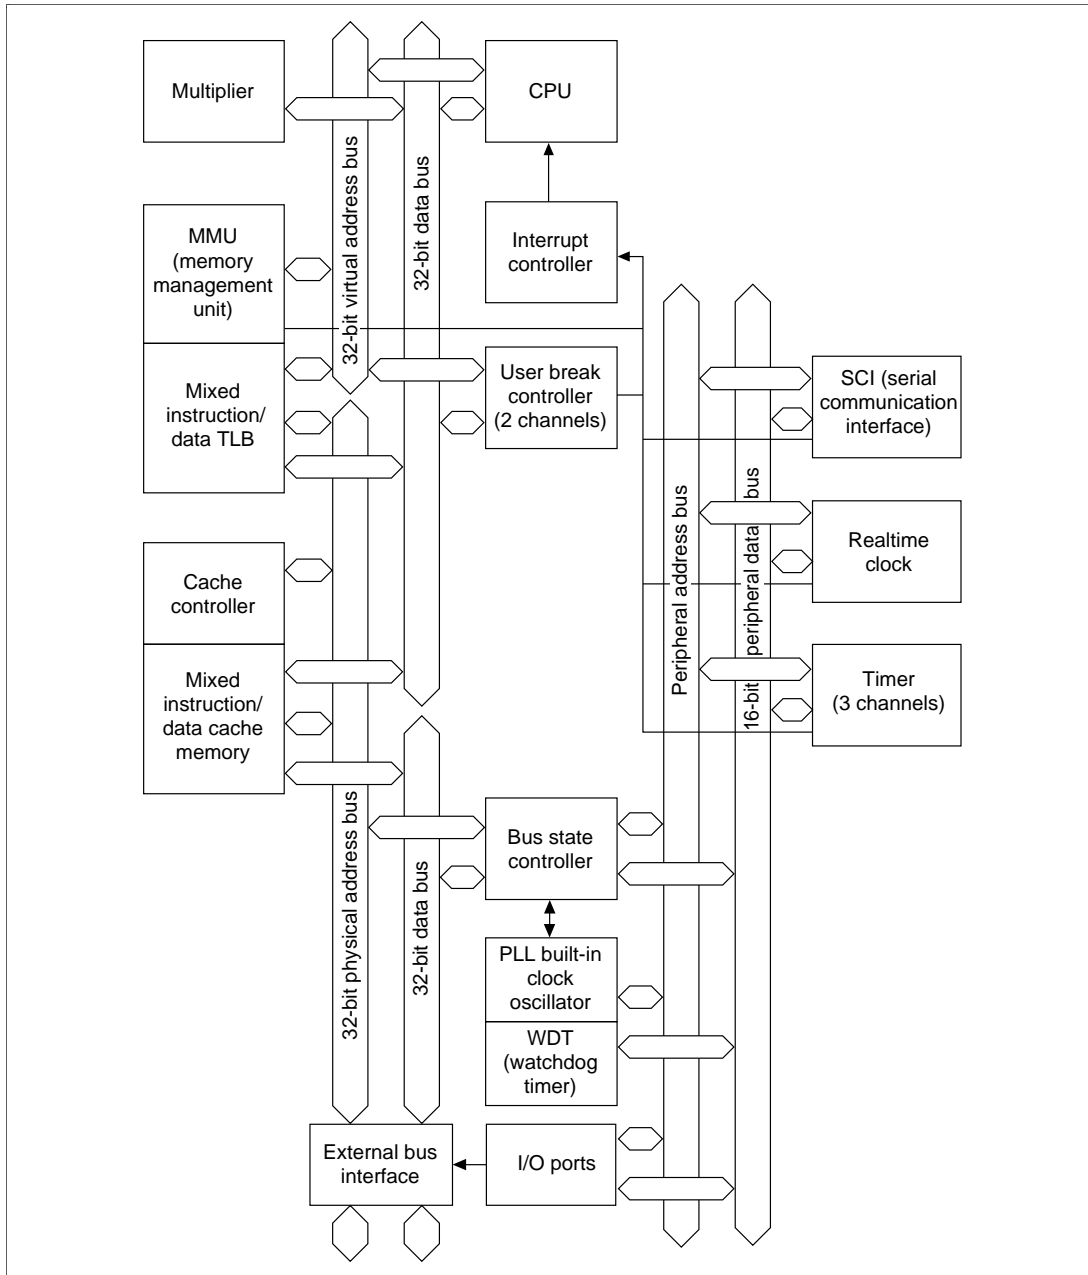 Multiplier
CPU
32-bit virtual address bus
32-bit data bus
MMU
(memory
management
unit)
Interrupt
controller
Mixed
instruction/
data TLB
User break
controller
(2 channels)
SCI (serial
communication
interface)
Peripheral address bus
16-bit peripheral data bus
Realtime
clock
Cache
controller
Mixed
instruction/
data cache
memory
Timer
(3 channels)
32-bit physical address bus
32-bit data bus
Bus state
controller
PLL built-in
clock
oscillator
WDT
(watchdog
timer)
External bus
interface
I/O ports